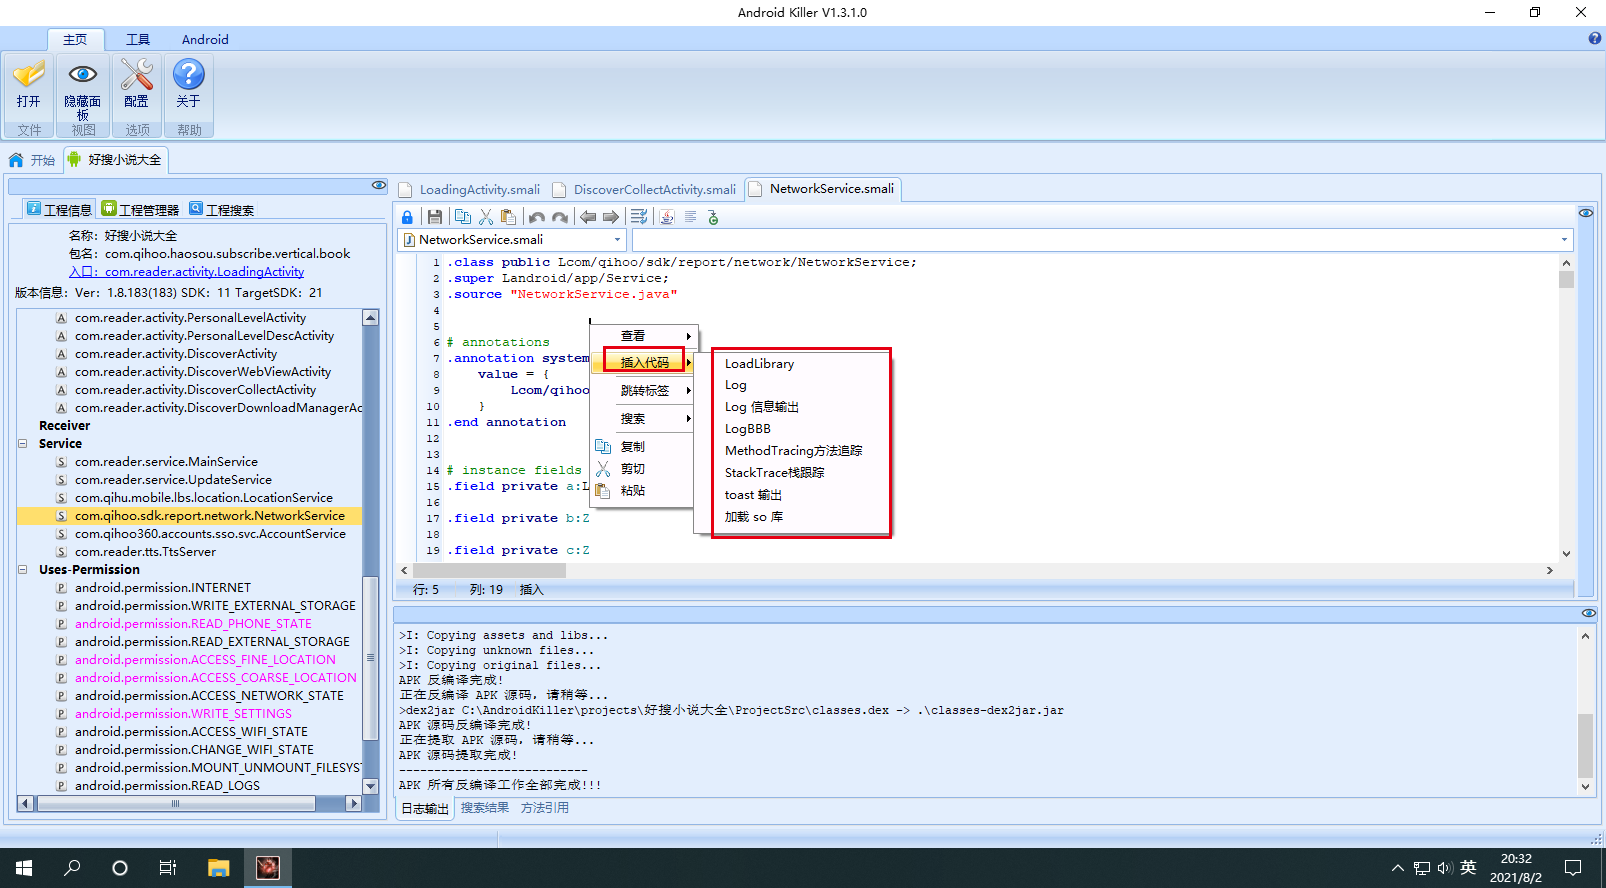 Android Killer V1.3.1.0
主页 工具 Android
打开 隐藏面板 配置 关于
文件 视图 选项 帮助
开始 好搜小说大全
工程信息 工程管理器 工程搜索
名称: 好搜小说大全
包名: com.qihoo.haosou.subscribe.vertical.book
入口: com.reader.activity.LoadingActivity
版本信息: Ver: 1.8.183(183) SDK: 11 TargetSDK: 21
A com.reader.activity.PersonalLevelActivity
A com.reader.activity.PersonalLevelDescActivity
A com.reader.activity.DiscoverActivity
A com.reader.activity.DiscoverWebViewActivity
A com.reader.activity.DiscoverCollectActivity
A com.reader.activity.DiscoverDownloadManagerAc
Receiver
Service
S com.reader.service.MainService
S com.reader.service.UpdateService
S com.qihu.mobile.lbs.location.LocationService
S com.qihoo.sdk.report.network.NetworkService
S com.qihoo360.accounts.sso.svc.AccountService
S com.reader.tts.TtsServer
Uses-Permission
P android.permission.INTERNET
P android.permission.WRITE_EXTERNAL_STORAGE
P android.permission.READ_PHONE_STATE
P android.permission.READ_EXTERNAL_STORAGE
P android.permission.ACCESS_FINE_LOCATION
P android.permission.ACCESS_COARSE_LOCATION
P android.permission.ACCESS_NETWORK_STATE
P android.permission.WRITE_SETTINGS
P android.permission.ACCESS_WIFI_STATE
P android.permission.CHANGE_WIFI_STATE
P android.permission.MOUNT_UNMOUNT_FILESYST
P android.permission.READ_LOGS
LoadingActivity.smali DiscoverCollectActivity.smali NetworkService.smali
NetworkService.smali
1 .class public Lcom/qihoo/sdk/report/network/NetworkService;
2 .super Landroid/app/Service;
3 .source "NetworkService.java"
4
5
6 # annotations
7 .annotation system
8 value = {
9 Lcom/qihoo
10 }
11 .end annotation
12
13
14 # instance fields
15 .field private a:L
16
17 .field private b:Z
18
19 .field private c:Z
查看
插入代码
跳转标签
搜索
复制
剪切
粘贴
LoadLibrary
Log
Log 信息输出
LogBBB
MethodTracing方法追踪
StackTrace栈跟踪
toast 输出
加载 so 库
行: 5 列: 19 插入
>I: Copying assets and libs...
>I: Copying unknown files...
>I: Copying original files...
APK 反编译完成!
正在反编译 APK 源码, 请稍等...
>dex2jar C:\AndroidKiller\projects\好搜小说大全\ProjectSrc\classes.dex -> .\classes-dex2jar.jar
APK 源码反编译完成!
正在提取 APK 源码, 请稍等...
APK 源码提取完成!
----------------------------
APK 所有反编译工作全部完成!!!
日志输出 搜索结果 方法引用
英
20:32
2021/8/2